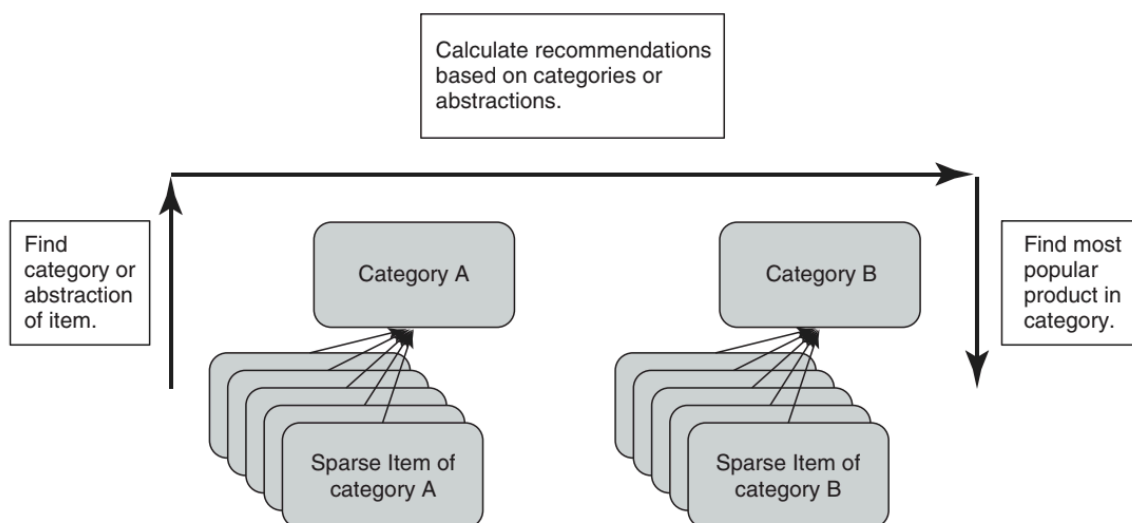 Calculate recommendations
based on categories or
abstractions.
Find
category or
abstraction
of item.
Category A
Category B
Find most
popular
product in
category.
Sparse Item of
category A
Sparse Item of
category B